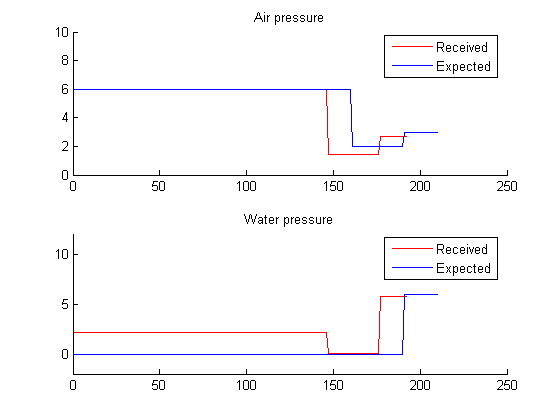 Air pressure
10
8
6
4
2
0
0 50 100 150 200 250
Received
Expected
Water pressure
10
5
0
0 50 100 150 200 250
Received
Expected